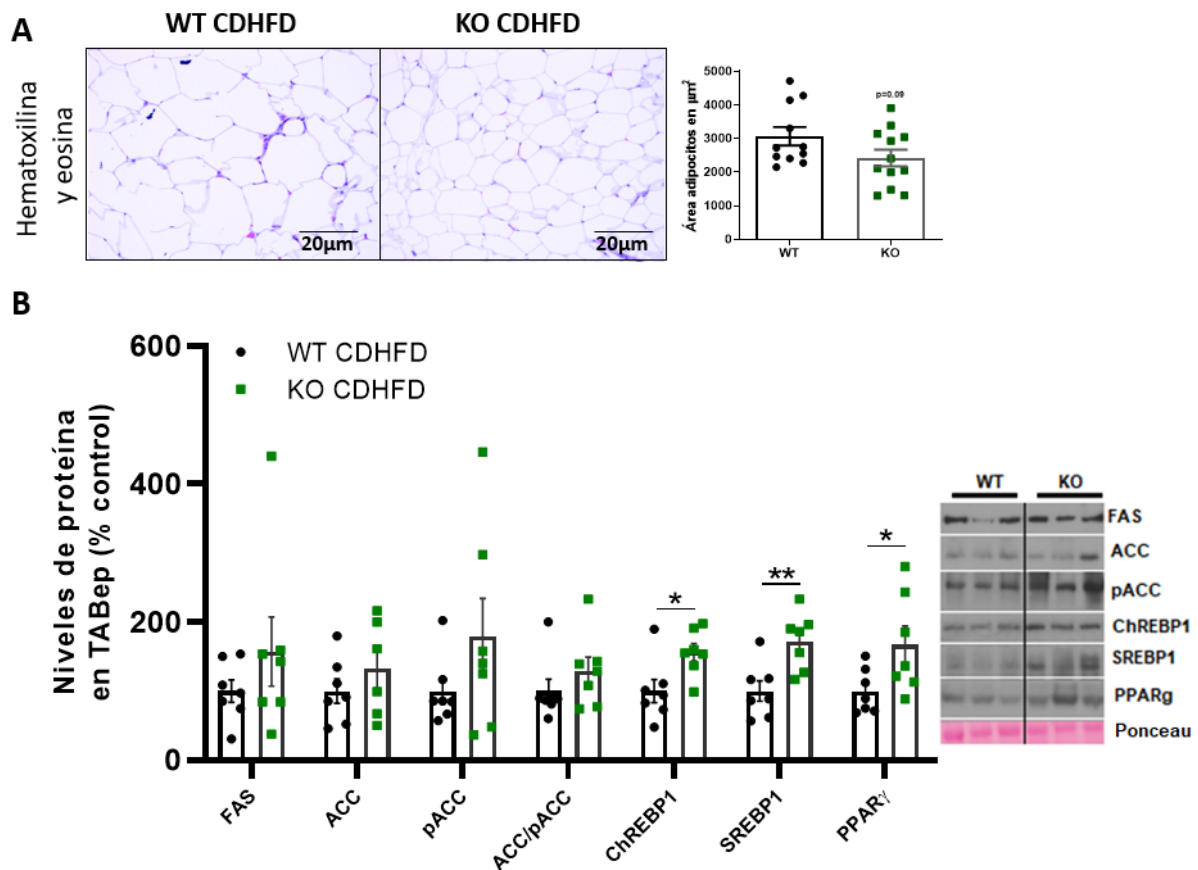 A
WT CDHFD
KO CDHFD
Hematoxilina
y eosina
20µm
20µm
Área adipocitos en µm²
5000
4000
3000
2000
1000
0
p=0.09
WT
KO
B
Niveles de proteína
en TABep (% control)
600
400
200
0
WT CDHFD
KO CDHFD
*
**
*
FAS
ACC
pACC
ACC/pACC
ChREBP1
SREBP1
PPARγ
WT
KO
FAS
ACC
pACC
ChREBP1
SREBP1
PPARg
Ponceau